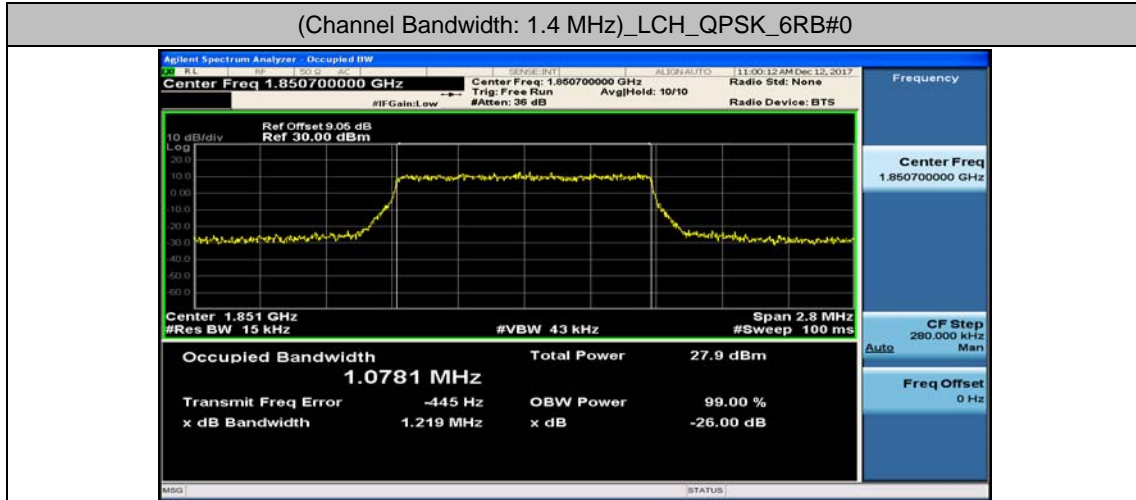 (Channel Bandwidth: 1.4 MHz)_LCH_QPSK_6RB#0
Agilent Spectrum Analyzer - Occupied BW
RL RF 50 Ω AC SENSE:INT ALIGN AUTO 11:00:12 AM Dec 12, 2017
Center Freq 1.850700000 GHz Center Freq: 1.850700000 GHz Radio Std: None
Trig: Free Run Avg|Hold: 10/10
#IFGain:Low #Atten: 36 dB Radio Device: BTS
Frequency
Ref Offset 9.05 dB
10 dB/div Ref 30.00 dBm
Log
20.0
10.0
0.00
-10.0
-20.0
-30.0
-40.0
-50.0
-60.0
Center 1.851 GHz Span 2.8 MHz
#Res BW 15 kHz #VBW 43 kHz #Sweep 100 ms
Occupied Bandwidth Total Power 27.9 dBm
1.0781 MHz
Transmit Freq Error -445 Hz OBW Power 99.00 %
x dB Bandwidth 1.219 MHz x dB -26.00 dB
Center Freq
1.850700000 GHz
CF Step
280.000 kHz
Auto Man
Freq Offset
0 Hz
MSG STATUS